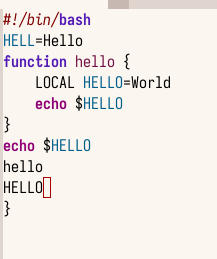 #!/bin/bash
HELL=Hello
function hello {
    LOCAL HELLO=World
    echo $HELLO
}
echo $HELLO
hello
HELLO
}